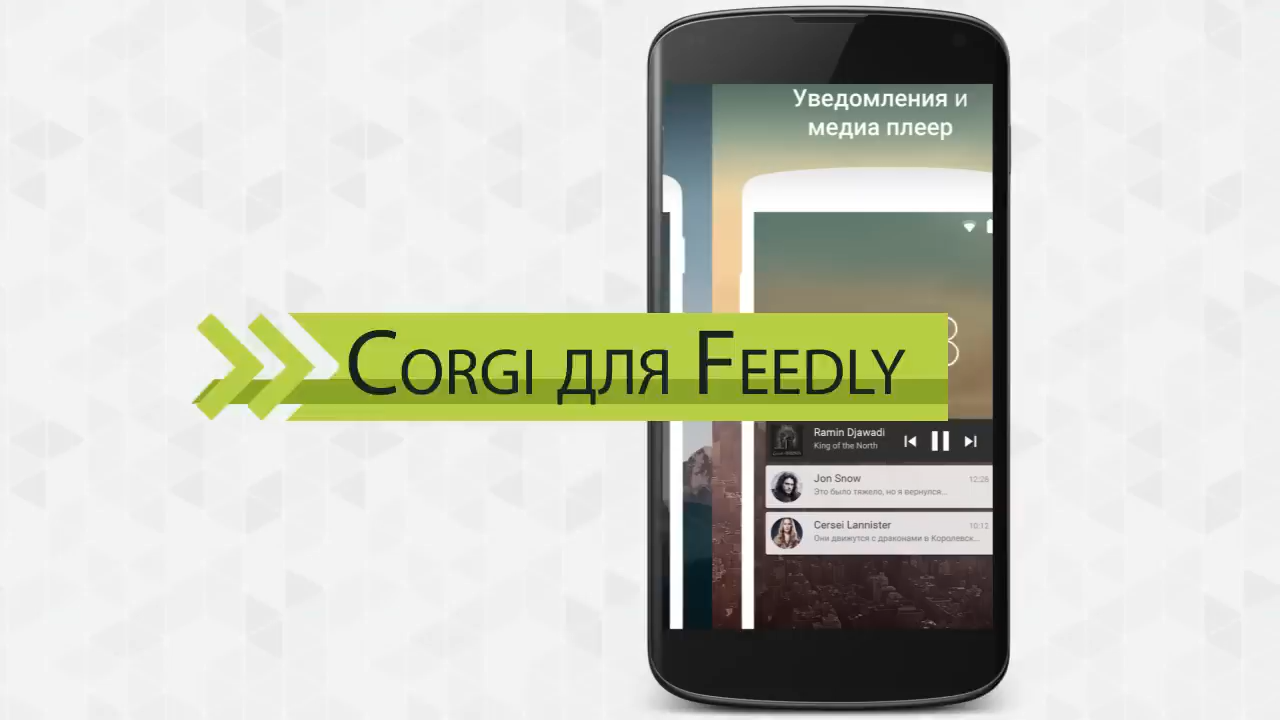 Уведомления и
медиа плеер
Corgi для Feedly
Ramin Djawadi
King of the North
Jon Snow
12:28
Это было тяжело, но я вернулся...
Cersei Lannister
10:12
Они движутся с драконами в Королевск...